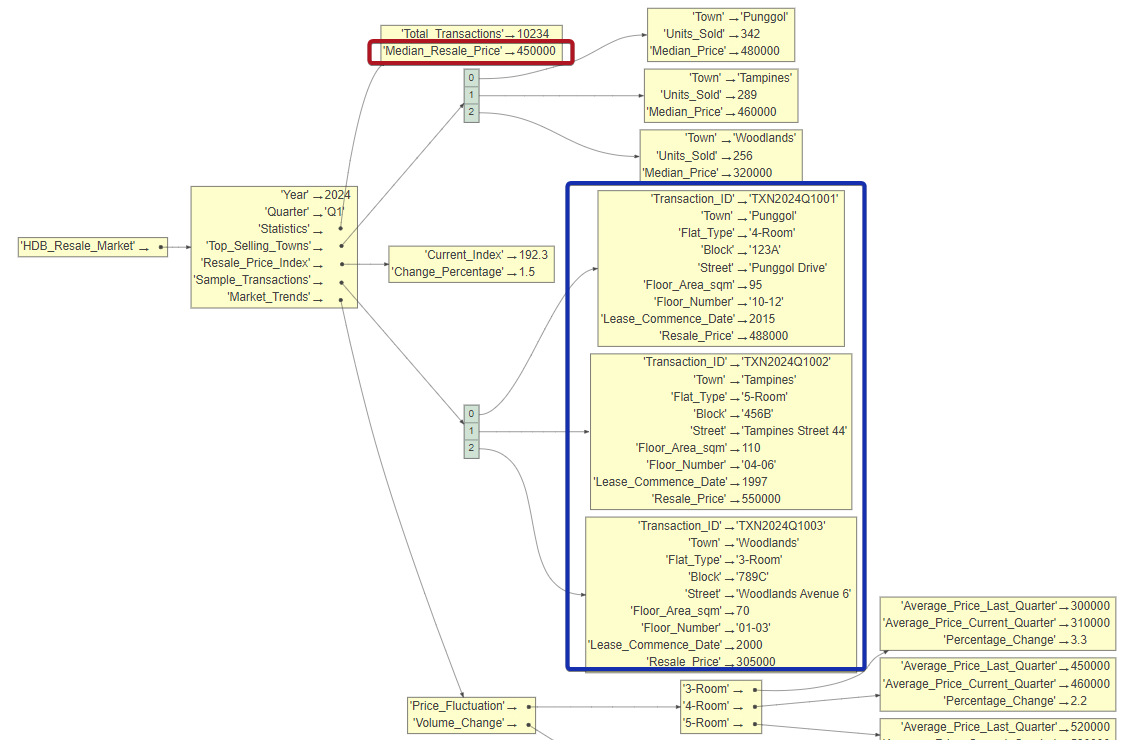 'Total_Transactions'→10234
'Median_Resale_Price'→450000
'Town'→'Punggol'
'Units_Sold'→342
'Median_Price'→480000
0
1
2
'Town'→'Tampines'
'Units_Sold'→289
'Median_Price'→460000
'Town'→'Woodlands'
'Units_Sold'→256
'Median_Price'→320000
'HDB_Resale_Market'→
'Year'→2024
'Quarter'→'Q1'
'Statistics'→
'Top_Selling_Towns'→
'Resale_Price_Index'→
'Sample_Transactions'→
'Market_Trends'→
'Current_Index'→192.3
'Change_Percentage'→1.5
'Transaction_ID'→'TXN2024Q1001'
'Town'→'Punggol'
'Flat_Type'→'4-Room'
'Block'→'123A'
'Street'→'Punggol Drive'
'Floor_Area_sqm'→95
'Floor_Number'→'10-12'
'Lease_Commence_Date'→2015
'Resale_Price'→488000
0
1
2
'Transaction_ID'→'TXN2024Q1002'
'Town'→'Tampines'
'Flat_Type'→'5-Room'
'Block'→'456B'
'Street'→'Tampines Street 44'
'Floor_Area_sqm'→110
'Floor_Number'→'04-06'
'Lease_Commence_Date'→1997
'Resale_Price'→550000
'Transaction_ID'→'TXN2024Q1003'
'Town'→'Woodlands'
'Flat_Type'→'3-Room'
'Block'→'789C'
'Street'→'Woodlands Avenue 6'
'Floor_Area_sqm'→70
'Floor_Number'→'01-03'
'Lease_Commence_Date'→2000
'Resale_Price'→305000
'Price_Fluctuation'→
'Volume_Change'→
'3-Room'→
'4-Room'→
'5-Room'→
'Average_Price_Last_Quarter'→300000
'Average_Price_Current_Quarter'→310000
'Percentage_Change'→3.3
'Average_Price_Last_Quarter'→450000
'Average_Price_Current_Quarter'→460000
'Percentage_Change'→2.2
'Average_Price_Last_Quarter'→520000